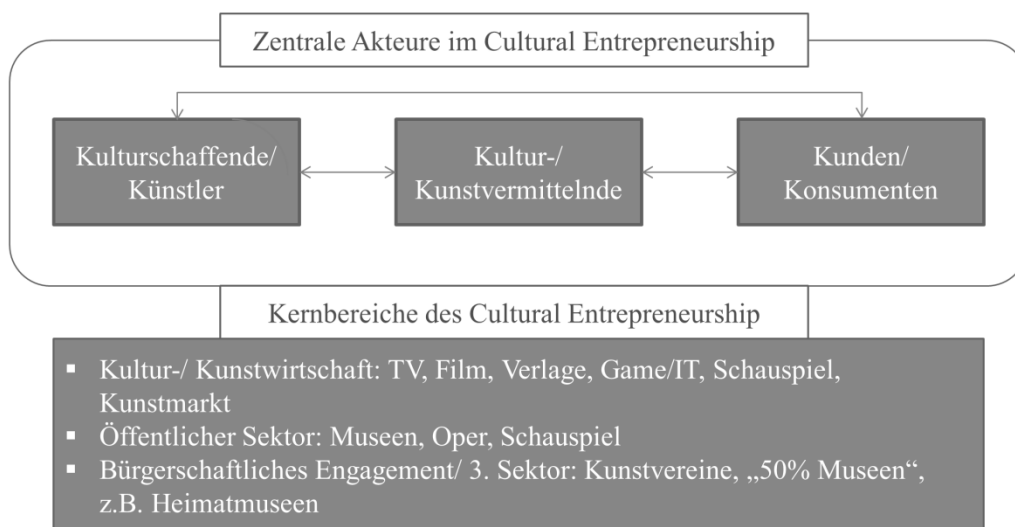 Zentrale Akteure im Cultural Entrepreneurship
Kulturschaffende/
Künstler
Kultur-/
Kunstvermittelnde
Kunden/
Konsumenten
Kernbereiche des Cultural Entrepreneurship
▪ Kultur-/ Kunstwirtschaft: TV, Film, Verlage, Game/IT, Schauspiel,
Kunstmarkt
▪ Öffentlicher Sektor: Museen, Oper, Schauspiel
▪ Bürgerschaftliches Engagement/ 3. Sektor: Kunstvereine, „50% Museen“,
z.B. Heimatmuseen